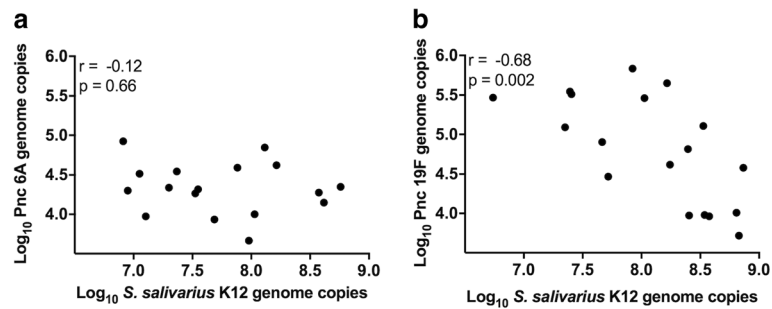 a
r = -0.12
p = 0.66
Log10 Pnc 6A genome copies
6.0
5.5
5.0
4.5
4.0
7.0 7.5 8.0 8.5 9.0
Log10 S. salivarius K12 genome copies
b
r = -0.68
p = 0.002
Log10 Pnc 19F genome copies
6.0
5.5
5.0
4.5
4.0
7.0 7.5 8.0 8.5 9.0
Log10 S. salivarius K12 genome copies